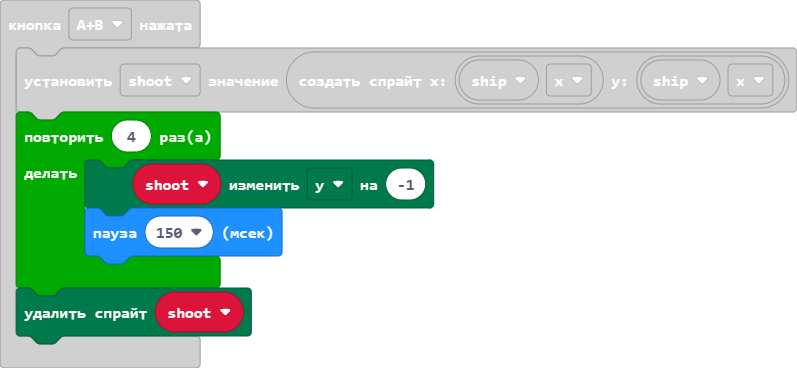 кнопка A+B нажата
установить shoot значение создать спрайт x: ship x y: ship x
повторить 4 раз(а)
делать
shoot изменить y на -1
пауза 150 (мсек)
удалить спрайт shoot